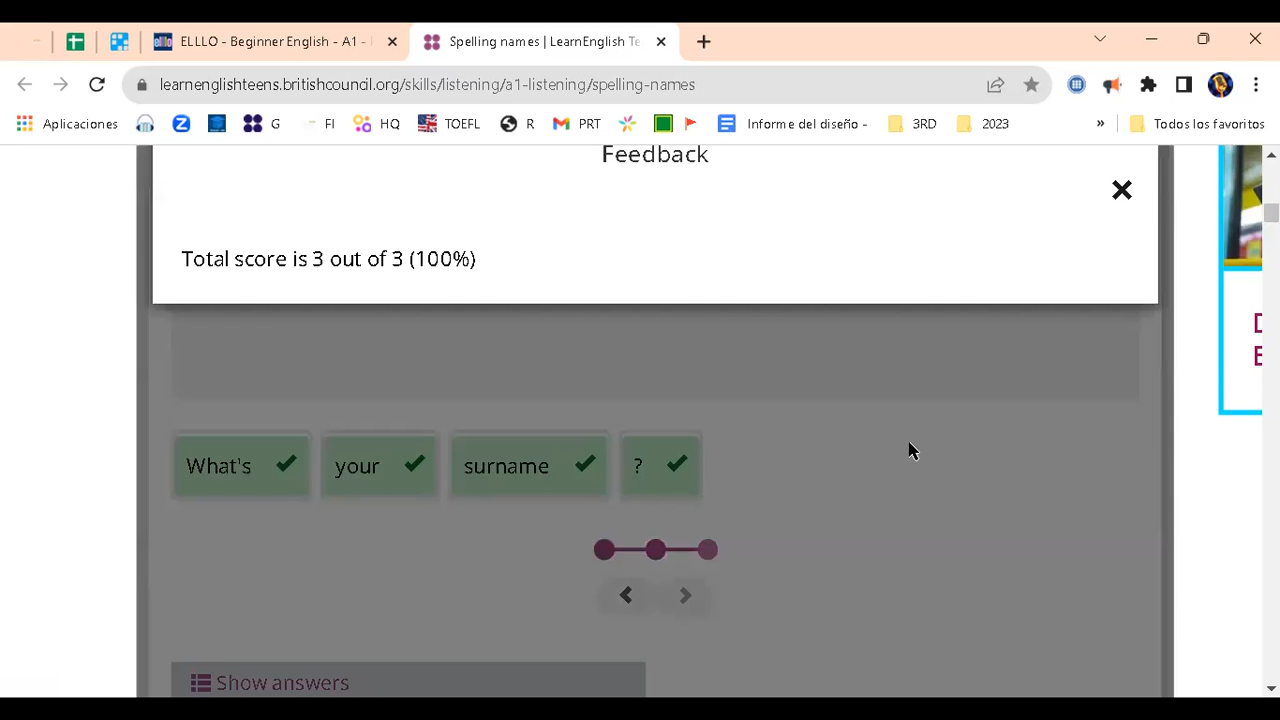 ELLLO - Beginner English - A1 -
Spelling names | LearnEnglish Te
learnenglishteens.britishcouncil.org/skills/listening/a1-listening/spelling-names
Aplicaciones
G
FI
HQ
TOEFL
R
PRT
Informe del diseño -
3RD
2023
»
Todos los favoritos
Feedback
Total score is 3 out of 3 (100%)
D
E
What's
your
surname
?
Show answers